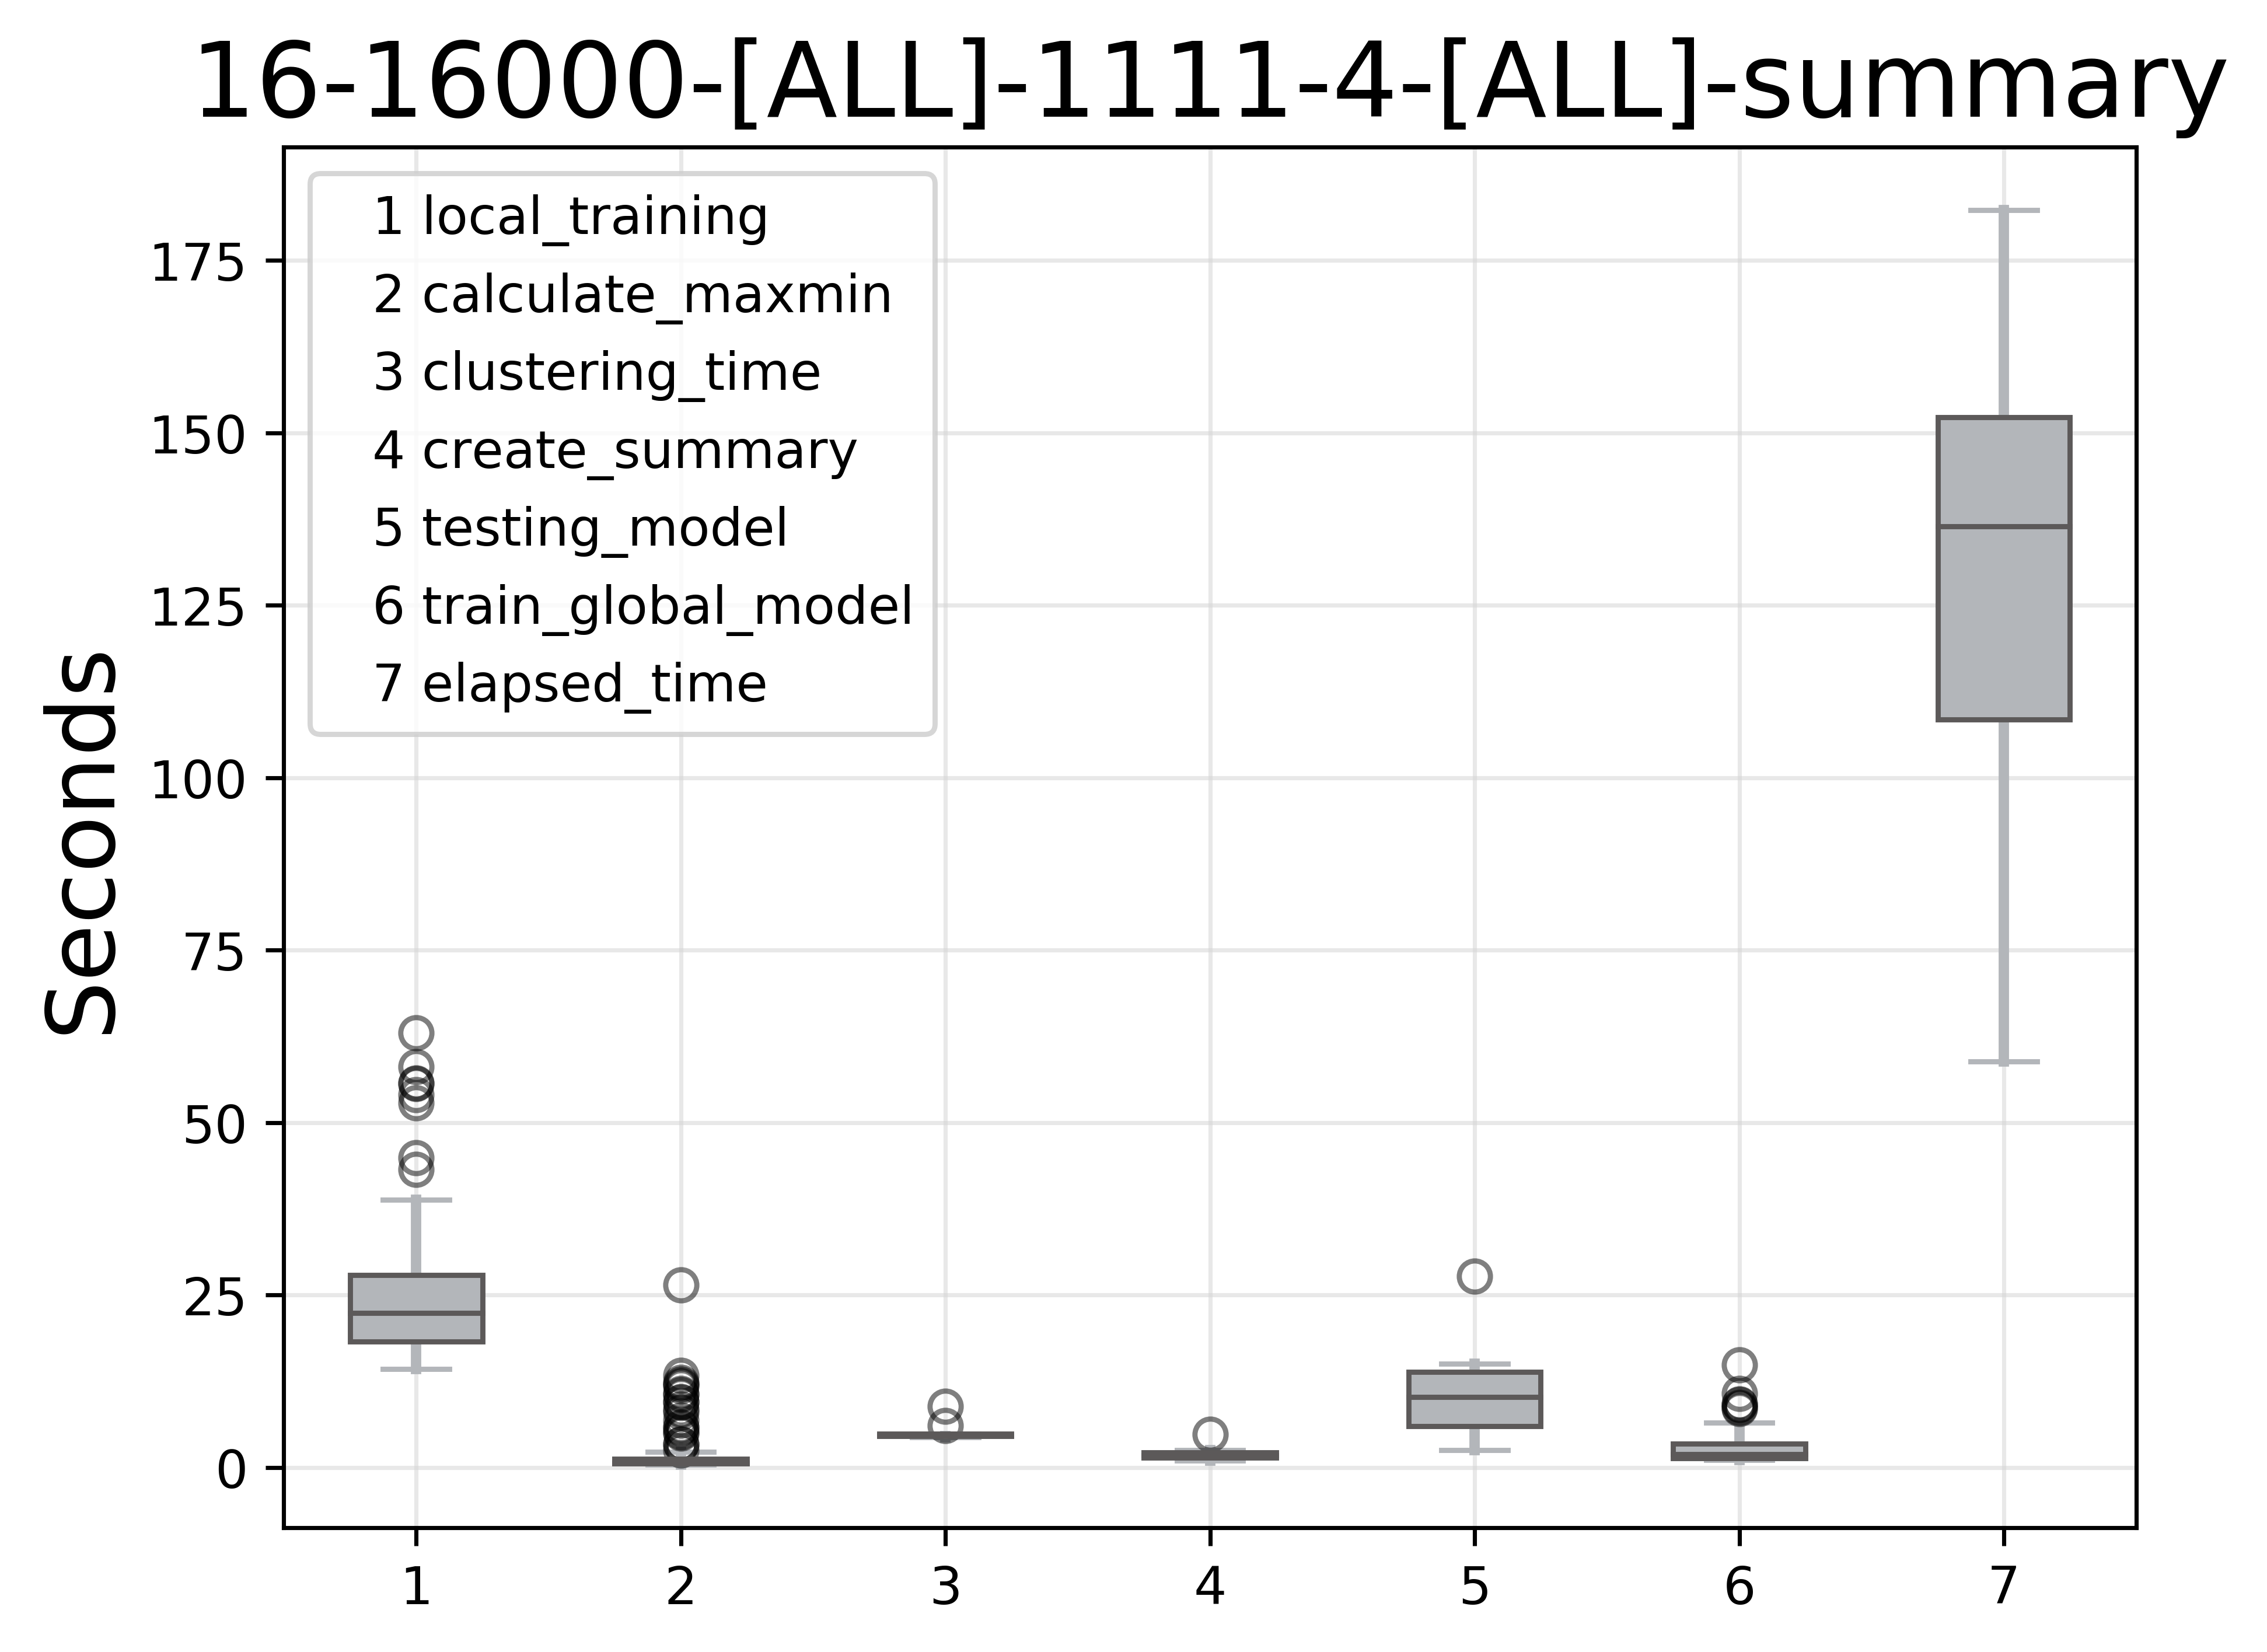 16-16000-[ALL]-1111-4-[ALL]-summary
1 local_training
2 calculate_maxmin
3 clustering_time
4 create_summary
5 testing_model
6 train_global_model
7 elapsed_time
Seconds
175
150
125
100
75
50
25
0
1 2 3 4 5 6 7